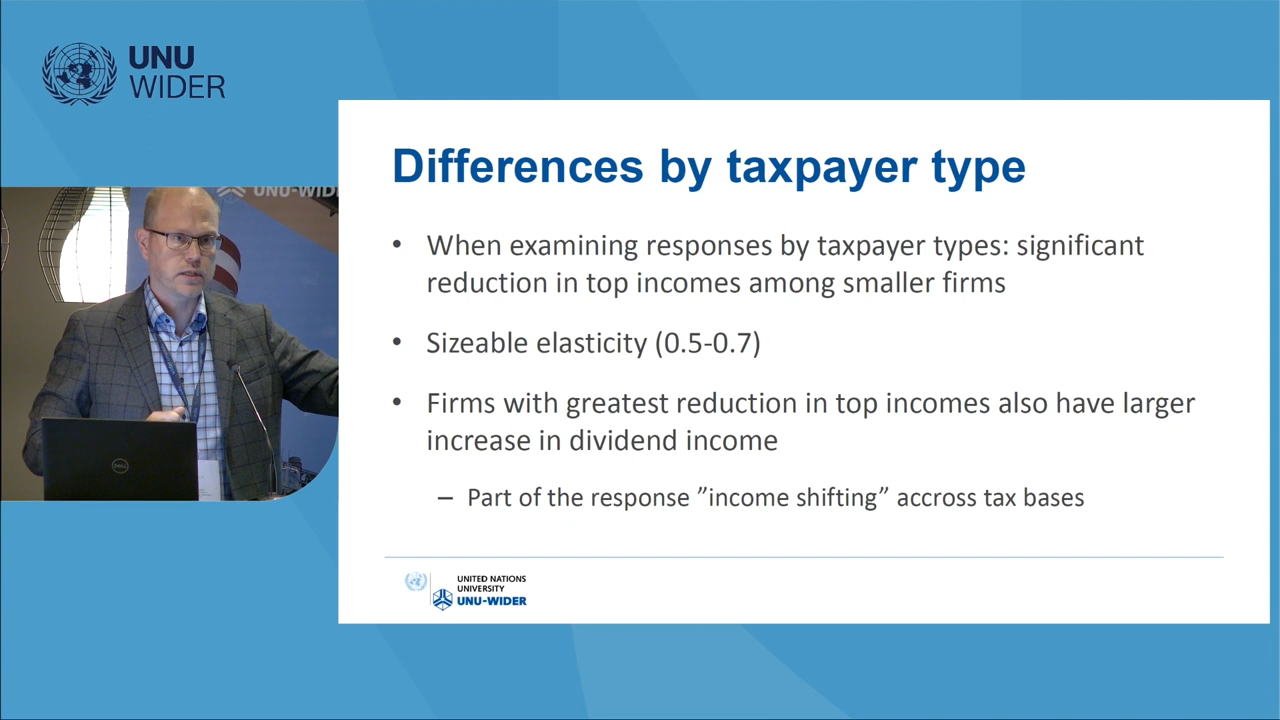 UNU
WIDER
UNU-WID
Differences by taxpayer type
• When examining responses by taxpayer types: significant
reduction in top incomes among smaller firms
• Sizeable elasticity (0.5-0.7)
• Firms with greatest reduction in top incomes also have larger
increase in dividend income
– Part of the response ”income shifting” accross tax bases
DELL
UNITED NATIONS
UNIVERSITY
UNU-WIDER